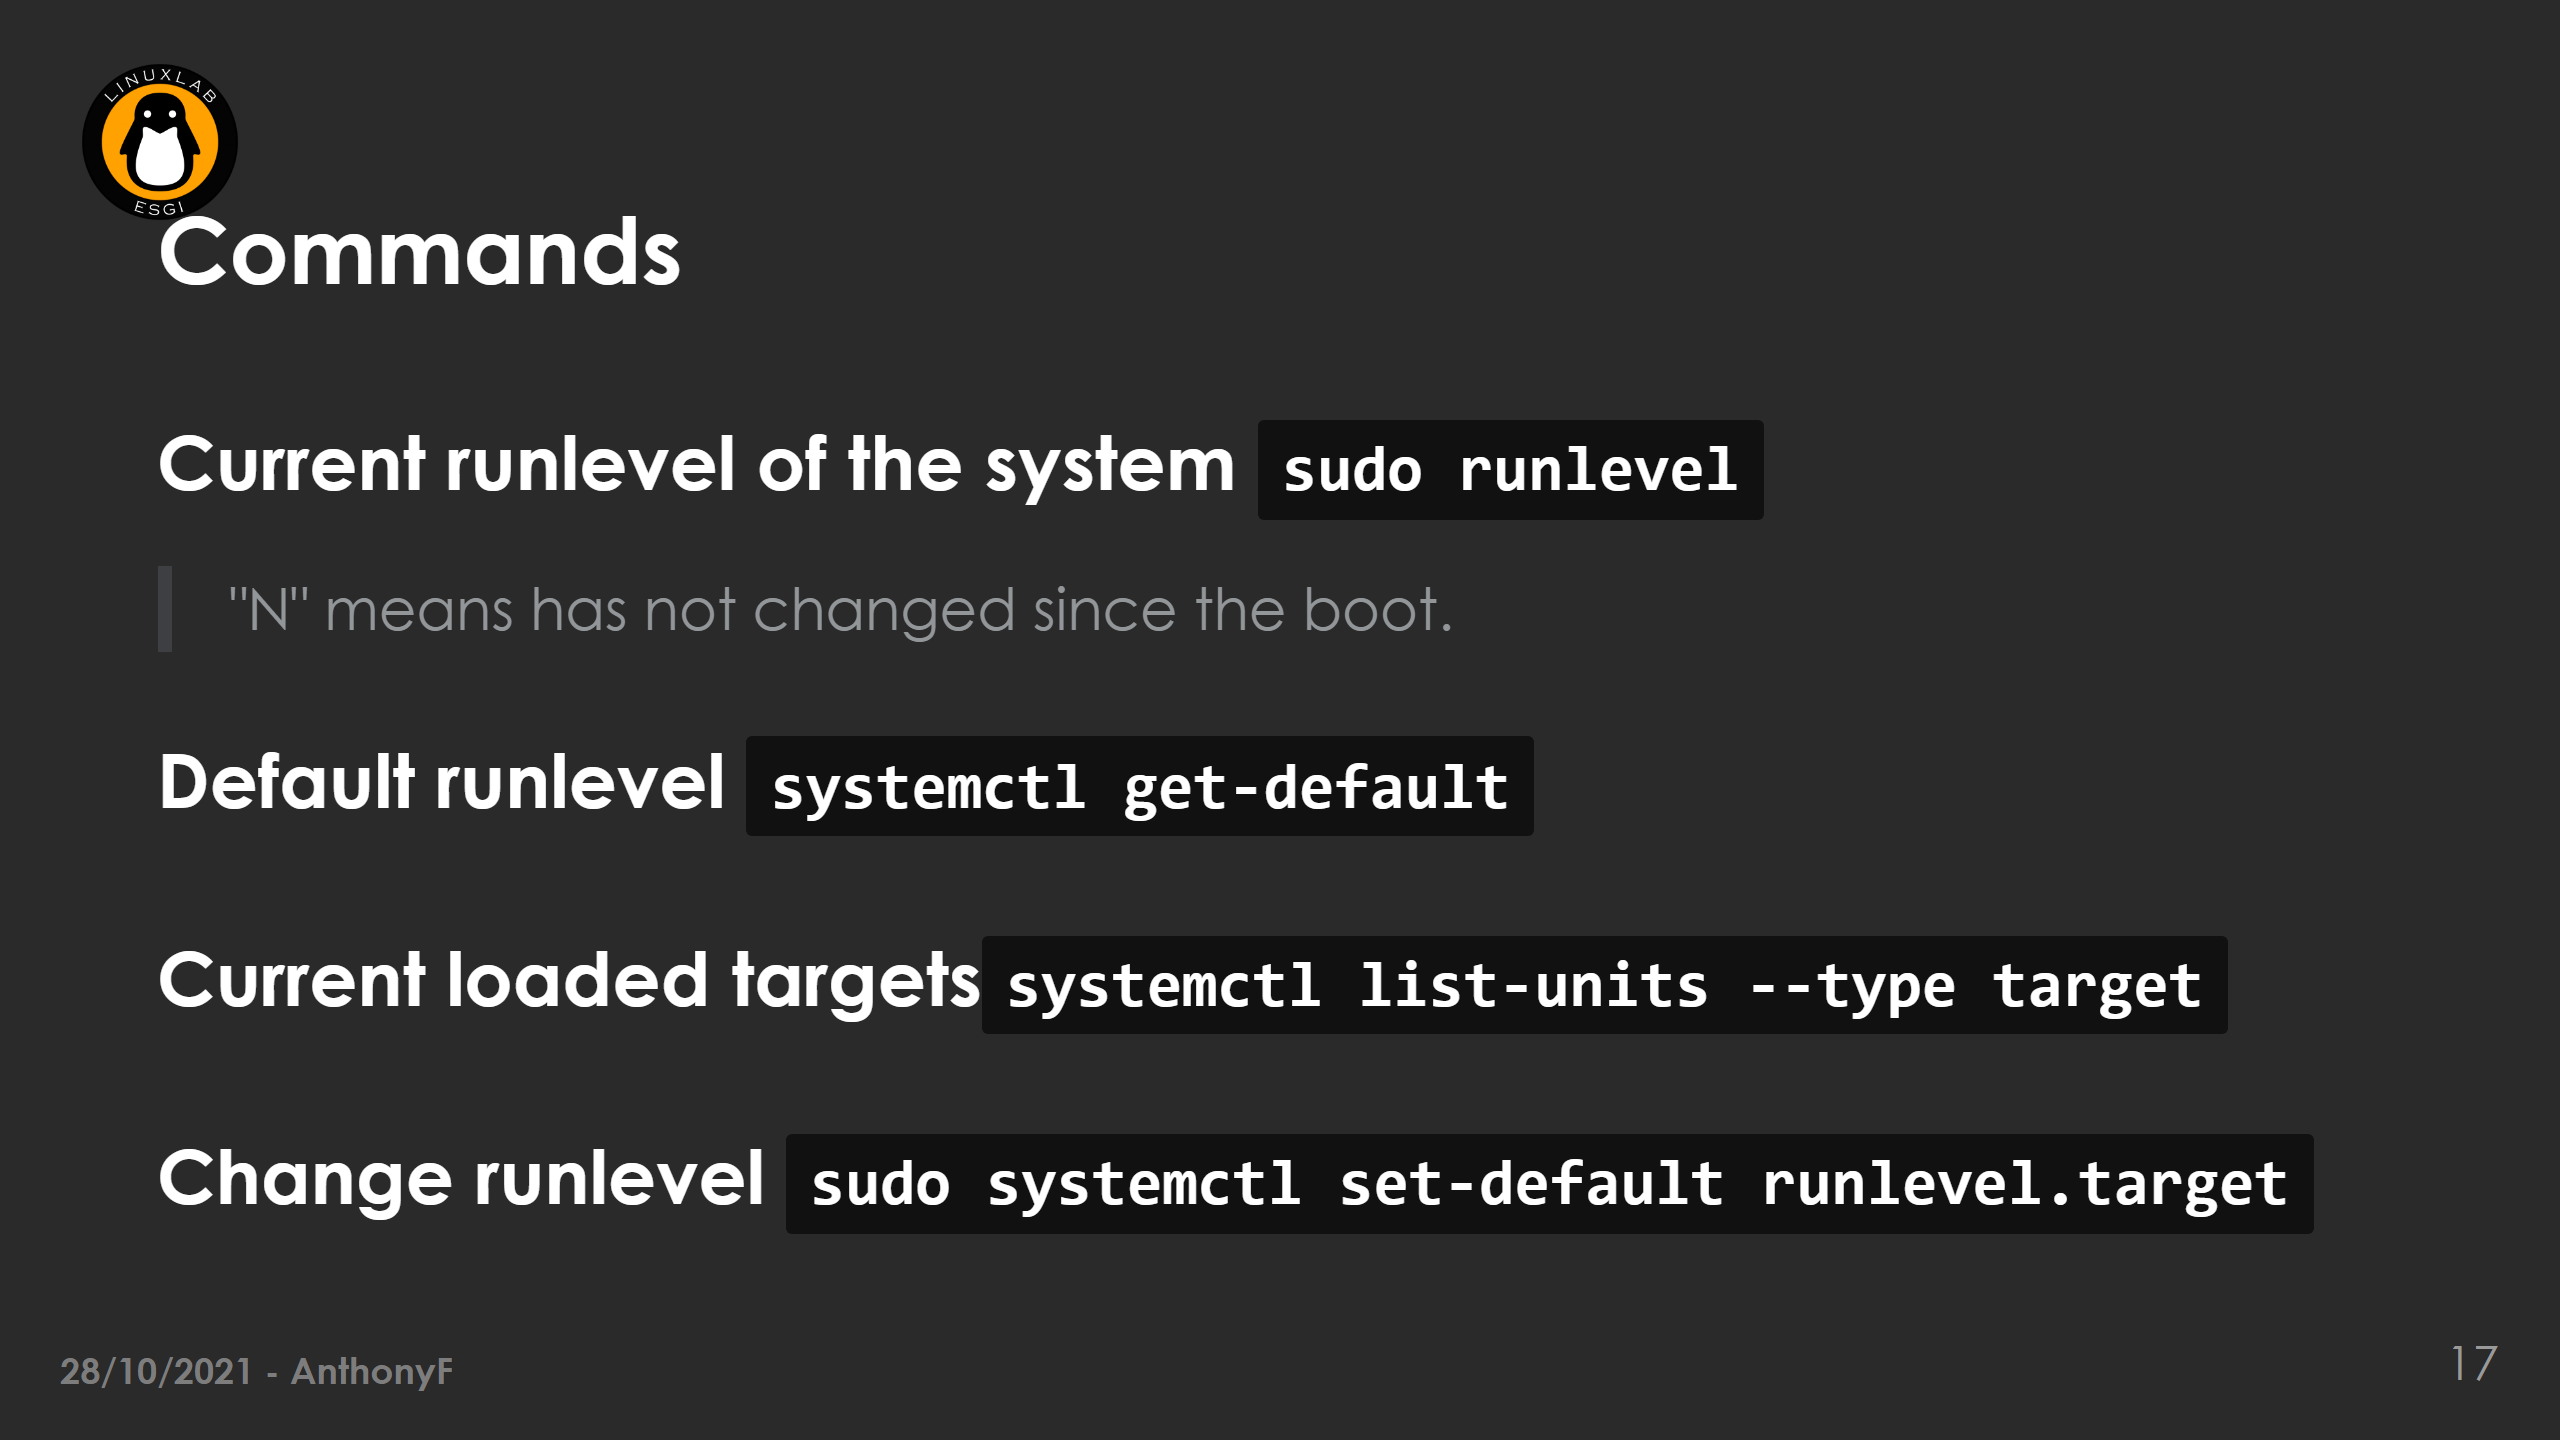 LINUXLAB
ESGI
Commands
Current runlevel of the system sudo runlevel
"N" means has not changed since the boot.
Default runlevel systemctl get-default
Current loaded targets systemctl list-units --type target
Change runlevel sudo systemctl set-default runlevel.target
28/10/2021 - AnthonyF
17